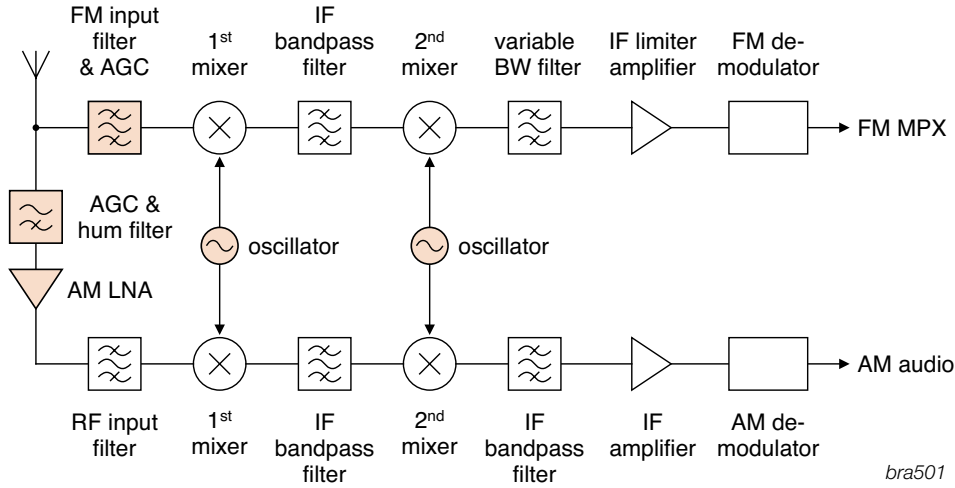 FM input
filter
& AGC
1st
mixer
IF
bandpass
filter
2nd
mixer
variable
BW filter
IF limiter
amplifier
FM de-
modulator
FM MPX
AGC &
hum filter
oscillator
oscillator
AM LNA
AM audio
RF input
filter
1st
mixer
IF
bandpass
filter
2nd
mixer
IF
bandpass
filter
IF
amplifier
AM de-
modulator
bra501